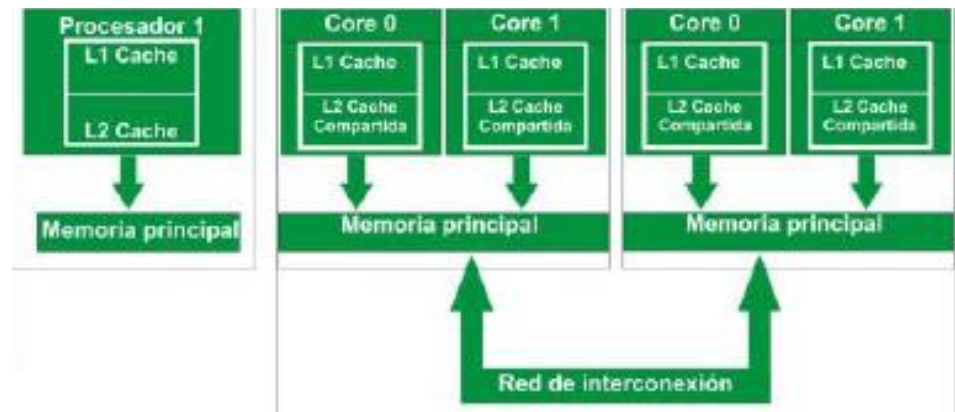 Procesador 1
L1 Cache
L2 Cache
Memoria principal
Core 0
L1 Cache
L2 Cache
Compartida
Core 1
L1 Cache
L2 Cache
Compartida
Memoria principal
Core 0
L1 Cache
L2 Cache
Compartida
Core 1
L1 Cache
L2 Cache
Compartida
Memoria principal
Red de interconexión